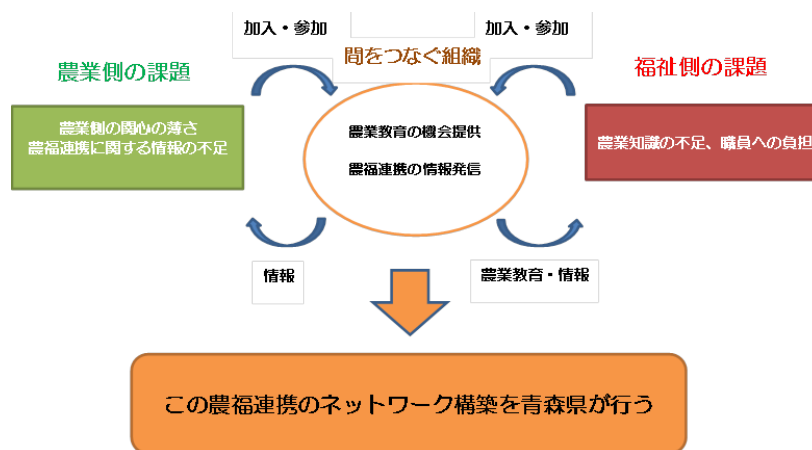 加入・参加
加入・参加
間をつなぐ組織
農業側の課題
福祉側の課題
農業側の関心の薄さ
農福連携に関する情報の不足
農業教育の機会提供
農福連携の情報発信
農業知識の不足、職員への負担
情報
農業教育・情報
この農福連携のネットワーク構築を青森県が行う